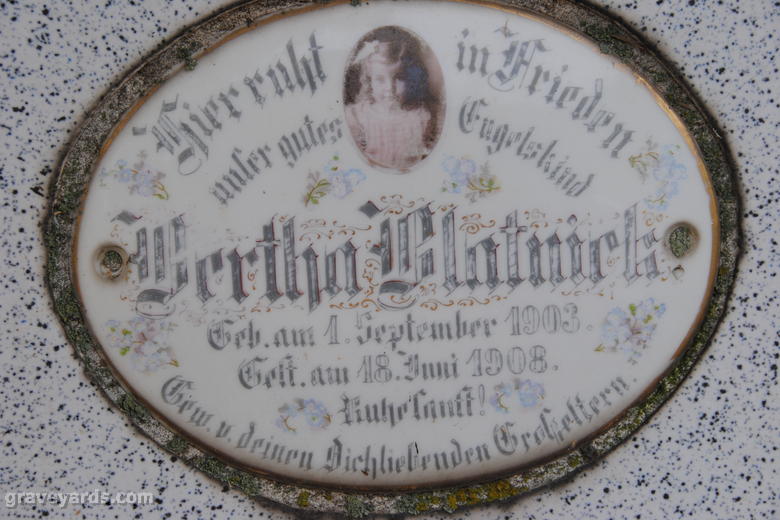 Hier ruht in Frieden
unser gutes Engelskind
Bertha Blatnick.
Geb. am 1. September 1903.
Gest. am 18. Juni 1908.
Ruhe sanft!
Gew. v. deinen Dichliebenden Großeltern.
graveyards.com